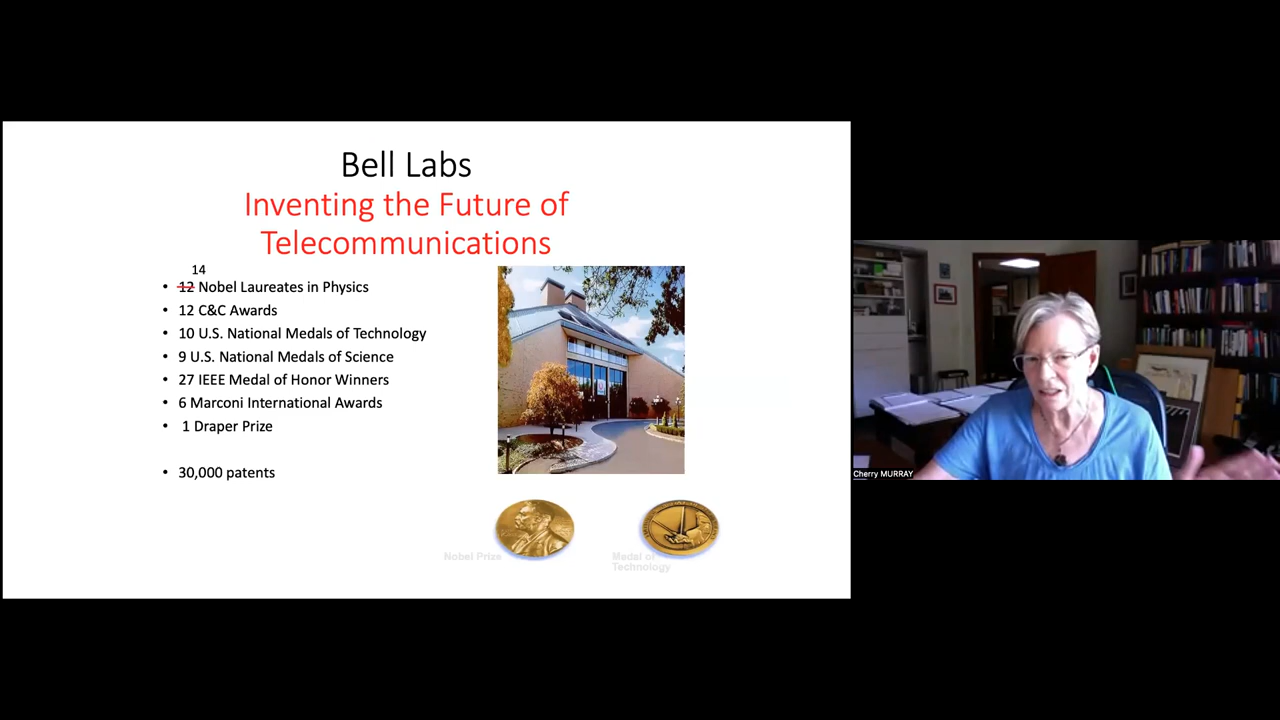 Bell Labs
Inventing the Future of
Telecommunications
14
• 12 Nobel Laureates in Physics
• 12 C&C Awards
• 10 U.S. National Medals of Technology
• 9 U.S. National Medals of Science
• 27 IEEE Medal of Honor Winners
• 6 Marconi International Awards
• 1 Draper Prize
• 30,000 patents
Nobel Prize
Medal of
Technology
Cherry MURRAY